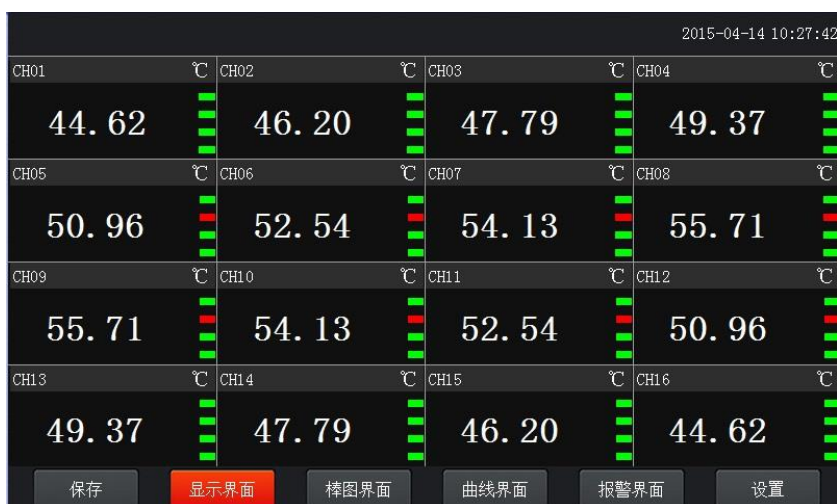 2015-04-14 10:27:42
CH01 ℃ CH02 ℃ CH03 ℃ CH04 ℃
44.62 46.20 47.79 49.37
CH05 ℃ CH06 ℃ CH07 ℃ CH08 ℃
50.96 52.54 54.13 55.71
CH09 ℃ CH10 ℃ CH11 ℃ CH12 ℃
55.71 54.13 52.54 50.96
CH13 ℃ CH14 ℃ CH15 ℃ CH16 ℃
49.37 47.79 46.20 44.62
保存 显示界面 棒图界面 曲线界面 报警界面 设置